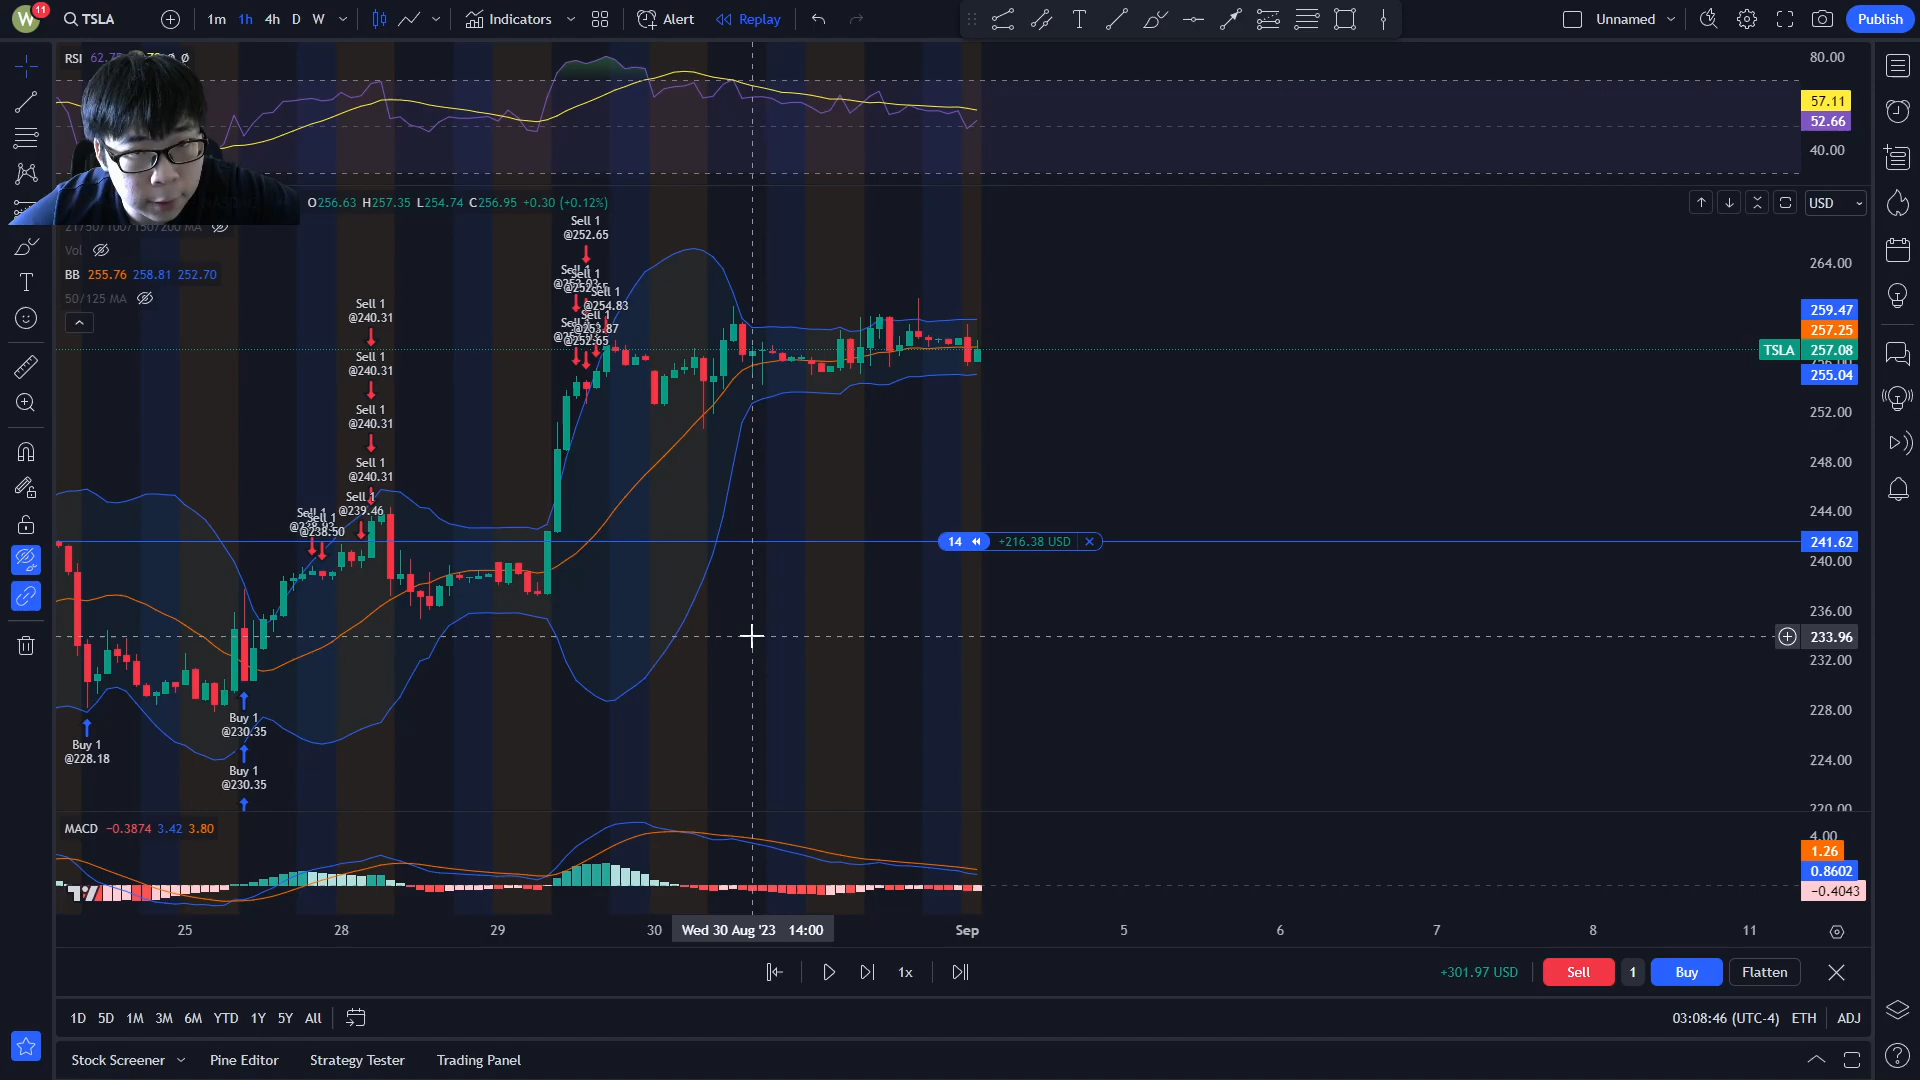 W 11 TSLA 1m 1h 4h D W Indicators Alert Replay Unnamed Publish
RSI
80.00
57.11
52.66
40.00
O256.63 H257.35 L254.74 C256.95 +0.30 (+0.12%)
USD
21/50/100/150/200 MA
Vol
BB 255.76 258.81 252.70
50/125 MA
Sell 1
@252.65
Sell 1
@252.65
Sell 1
@254.83
Sell 1
@253.87
@252.65
Sell 1
@240.31
Sell 1
@240.31
Sell 1
@240.31
Sell 1
@240.31
Sell 1
@239.46
Sell 1
@238.50
Buy 1
@228.18
Buy 1
@230.35
Buy 1
@230.35
14 +216.38 USD
264.00
259.47
257.25
TSLA 257.08
255.04
252.00
248.00
244.00
241.62
240.00
236.00
233.96
232.00
228.00
224.00
220.00
MACD −0.3874 3.42 3.80
4.00
1.26
0.8602
−0.4043
25 28 29 30 Wed 30 Aug '23 14:00 Sep 5 6 7 8 11
1x +301.97 USD Sell 1 Buy Flatten
1D 5D 1M 3M 6M YTD 1Y 5Y All 03:08:46 (UTC-4) ETH ADJ
Stock Screener Pine Editor Strategy Tester Trading Panel